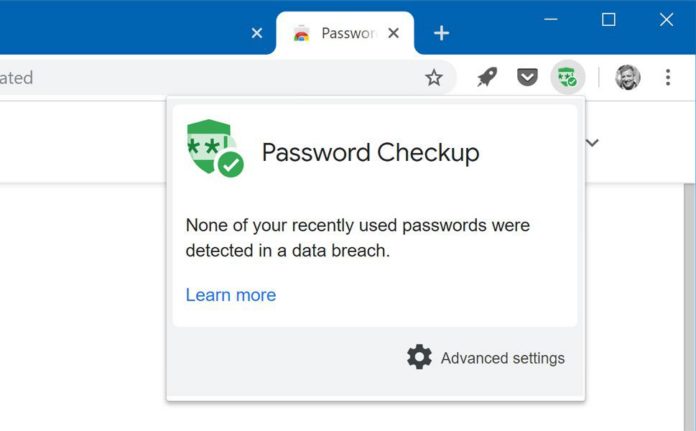 Passwor
ated
**
Password Checkup
None of your recently used passwords were
detected in a data breach.
Learn more
Advanced settings